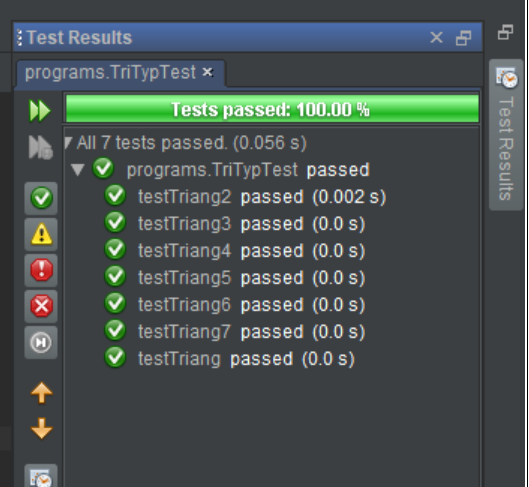 Test Results
programs.TriTypTest
Tests passed: 100.00 %
All 7 tests passed. (0.056 s)
programs.TriTypTest passed
testTriang2 passed (0.002 s)
testTriang3 passed (0.0 s)
testTriang4 passed (0.0 s)
testTriang5 passed (0.0 s)
testTriang6 passed (0.0 s)
testTriang7 passed (0.0 s)
testTriang passed (0.0 s)
Test Results